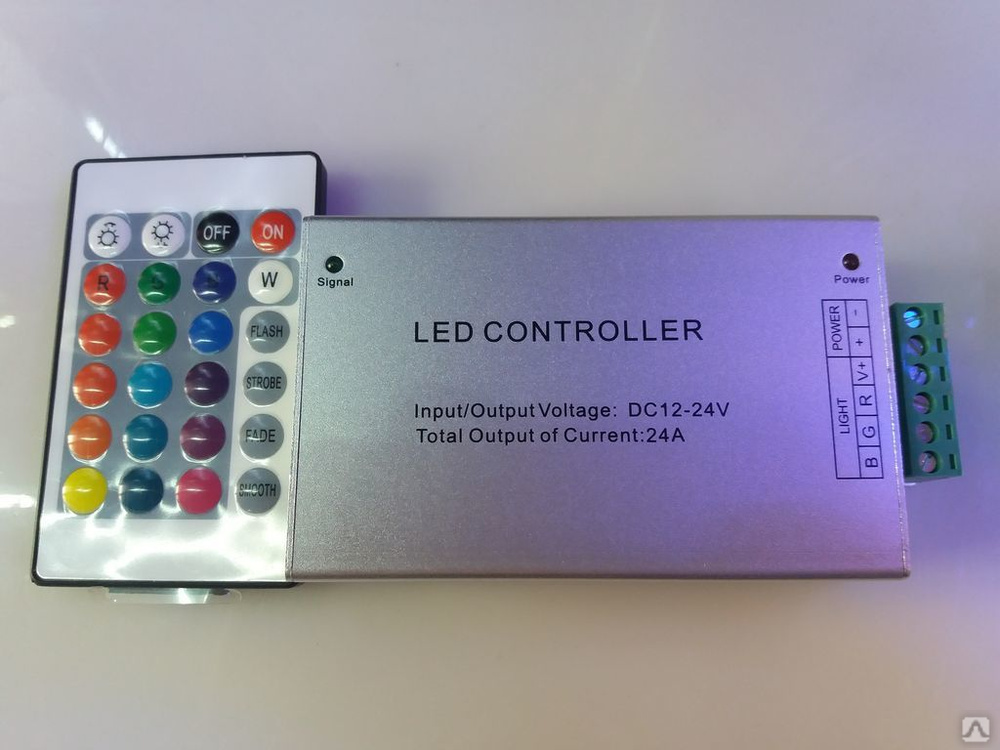 OFF ON
R G B W
FLASH
STROBE
FADE
SMOOTH
Signal
Power
LED CONTROLLER
Input/Output Voltage: DC12-24V
Total Output of Current:24A
POWER - +
LIGHT V+ R G B